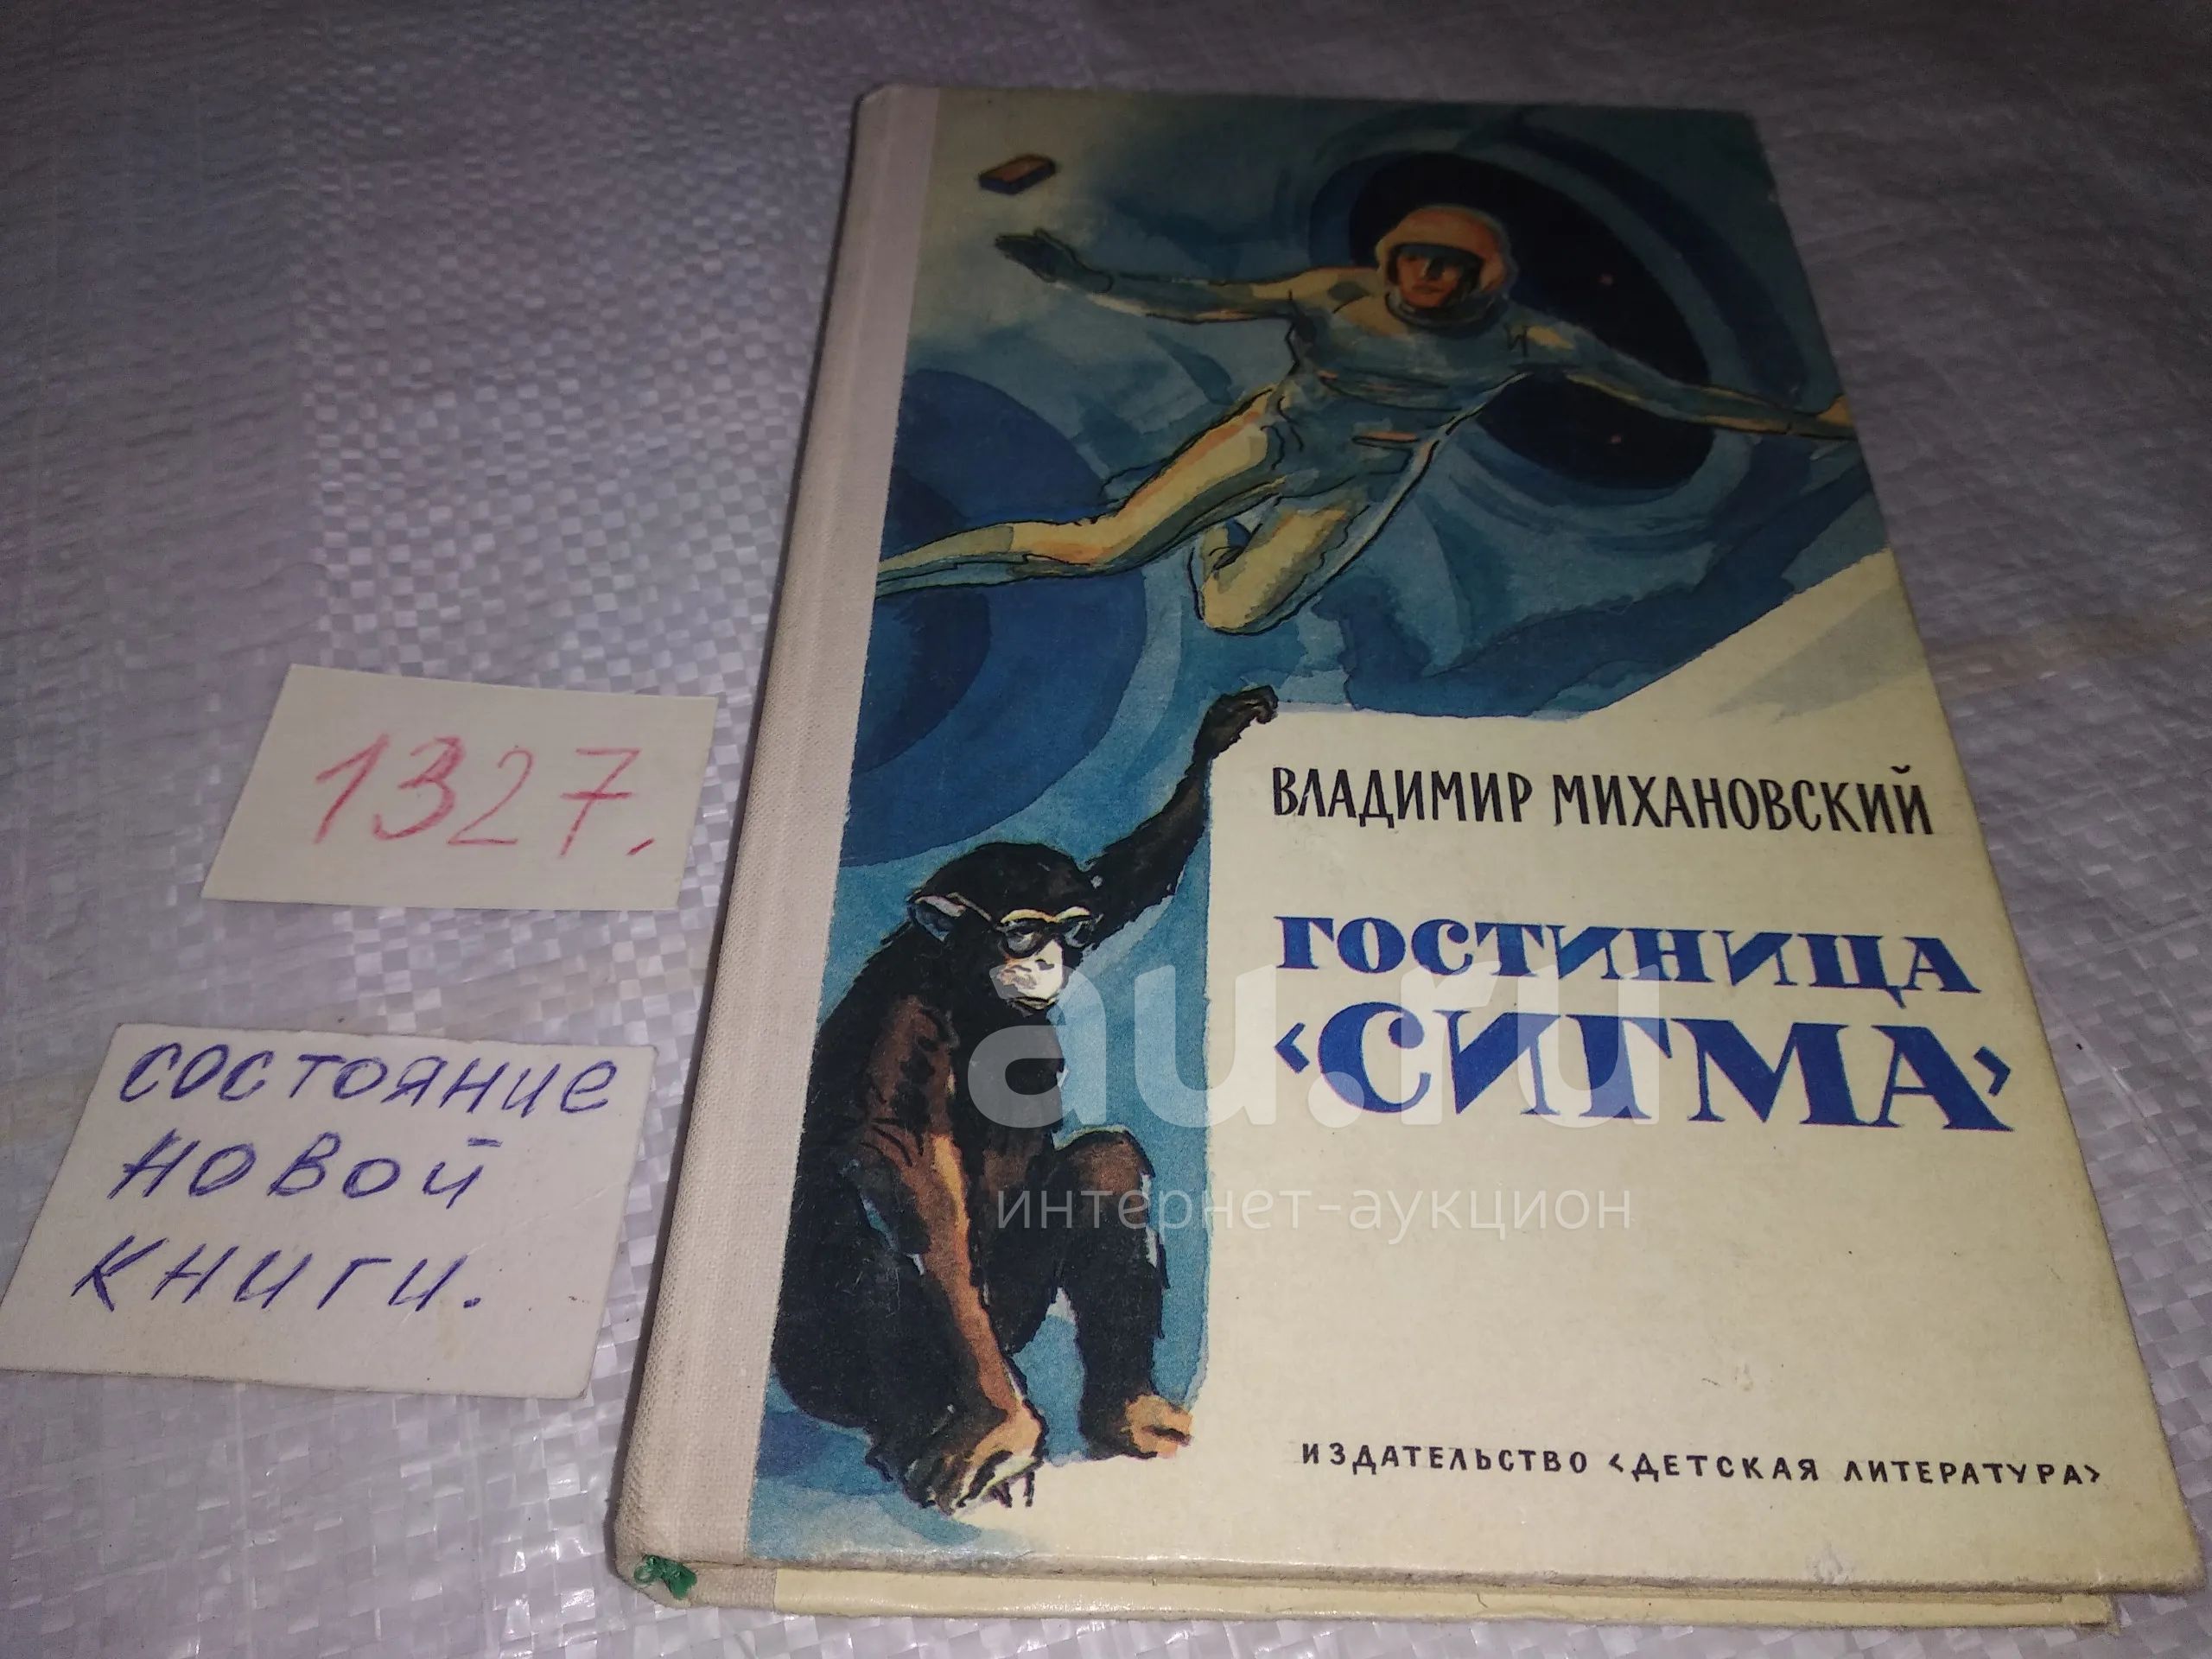 1327.
состояние
новой
книги.
ВЛАДИМИР МИХАНОВСКИЙ
ГОСТИНИЦА
‹СИГМА›
au.ru
интернет-аукцион
ИЗДАТЕЛЬСТВО ‹ДЕТСКАЯ ЛИТЕРАТУРА›